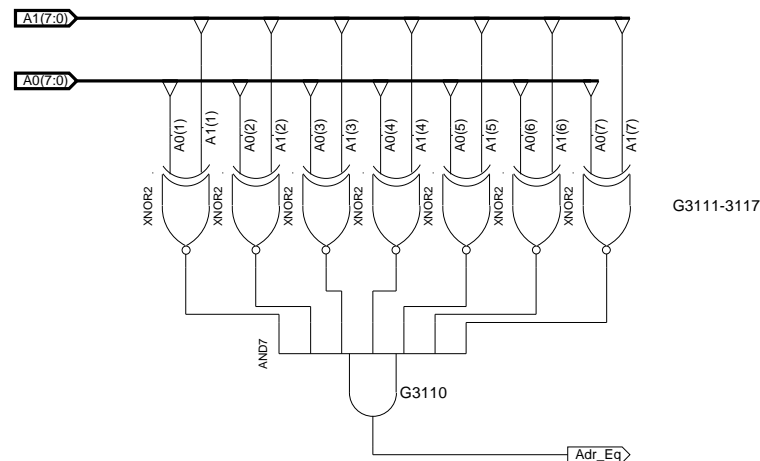 A1(7:0)
A0(7:0)
A0(1)
A1(1)
A0(2)
A1(2)
A0(3)
A1(3)
A0(4)
A1(4)
A0(5)
A1(5)
A0(6)
A1(6)
A0(7)
A1(7)
XNOR2
XNOR2
XNOR2
XNOR2
XNOR2
XNOR2
XNOR2
G3111-3117
AND7
G3110
Adr_Eq